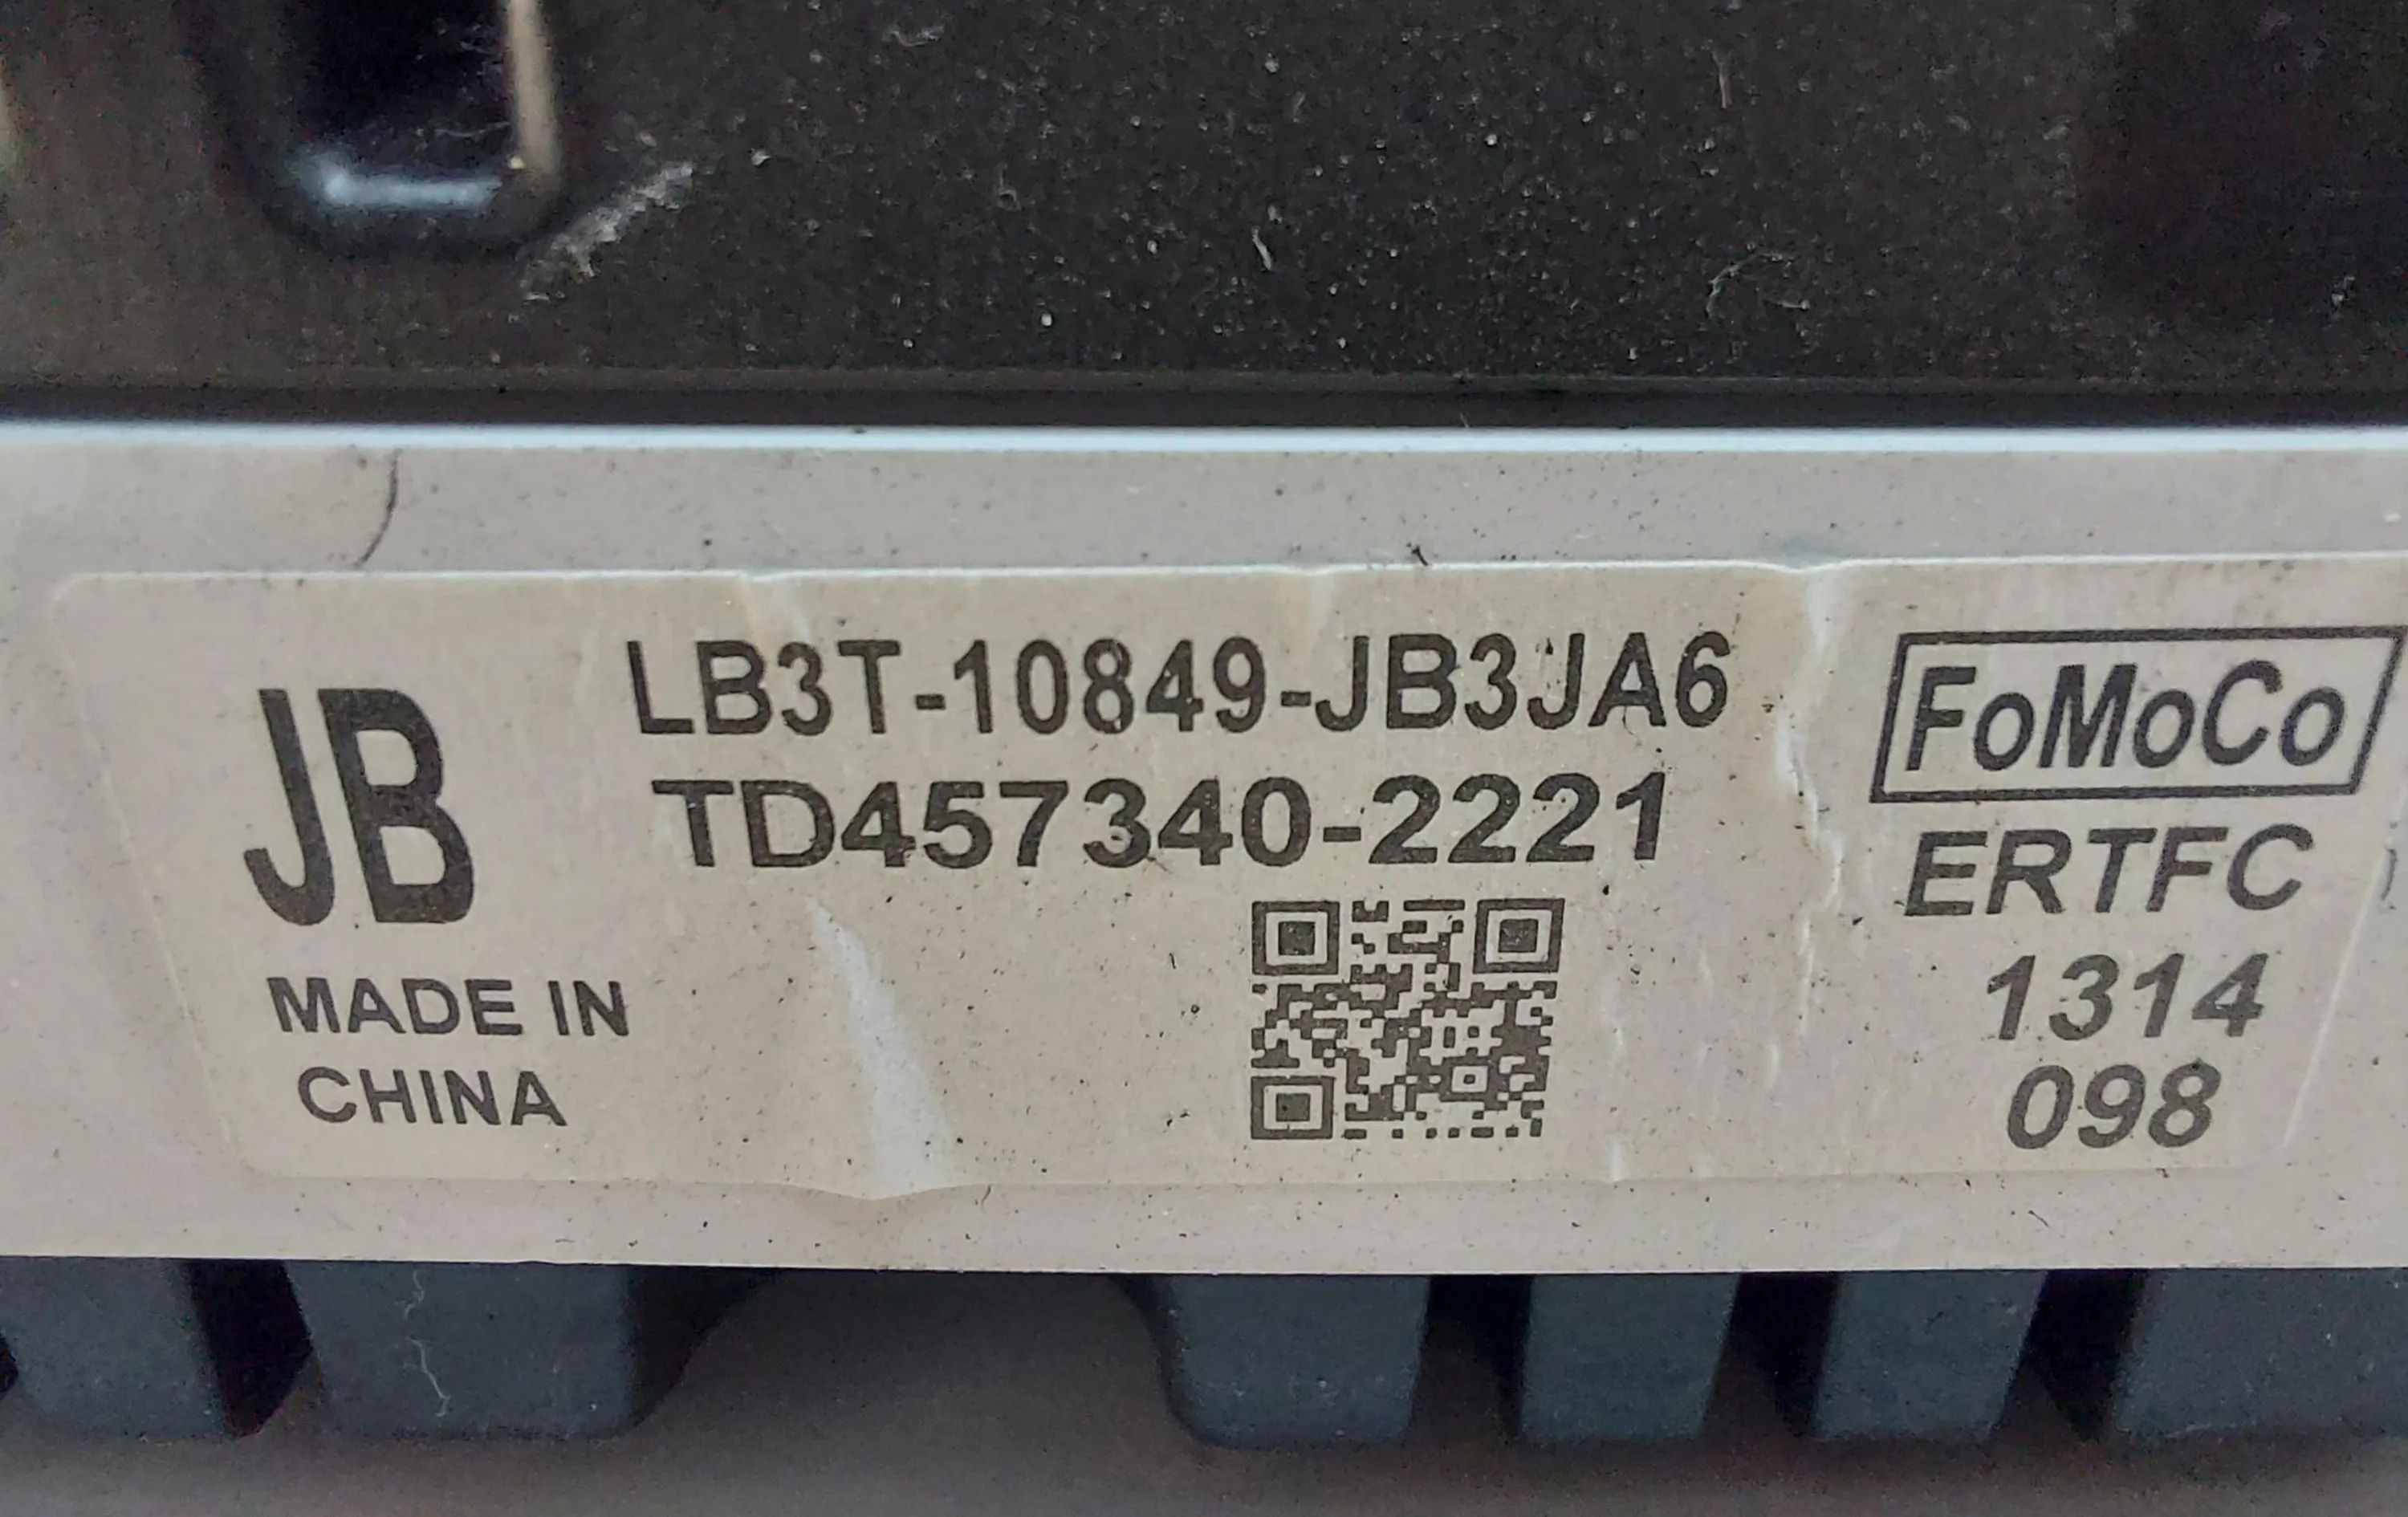 JB
LB3T-10849-JB3JA6
TD457340-2221
MADE IN
CHINA
FoMoCo
ERTFC
1314
098